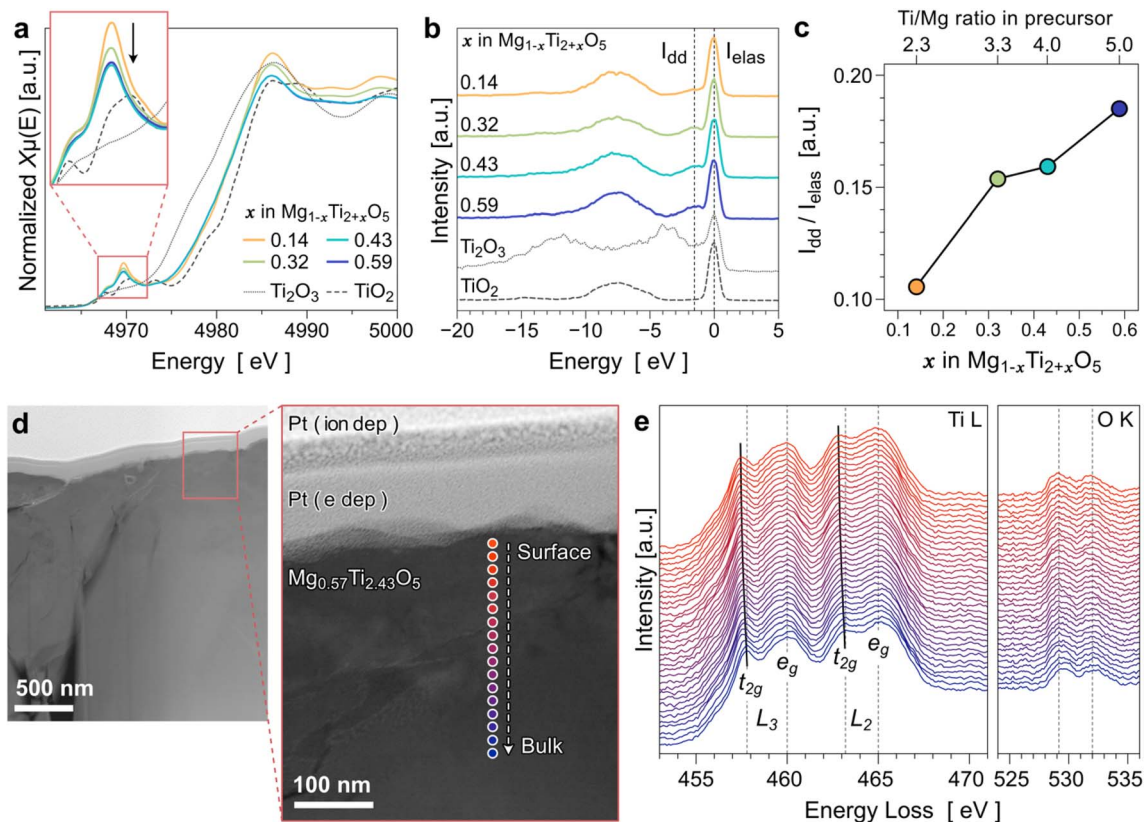 a
Normalized Xμ(E) [a.u.]
x in Mg1-xTi2+xO5
0.14
0.43
0.32
0.59
Ti2O3
TiO2
4970
4980
4990
5000
Energy [ eV ]
b
Intensity [a.u.]
x in Mg1-xTi2+xO5
Idd
Ielas
0.14
0.32
0.43
0.59
Ti2O3
TiO2
-20
-15
-10
-5
0
5
Energy [ eV ]
c
Ti/Mg ratio in precursor
2.3
3.3
4.0
5.0
Idd / Ielas [a.u.]
0.20
0.15
0.10
0.1
0.2
0.3
0.4
0.5
0.6
x in Mg1-xTi2+xO5
d
500 nm
Pt ( ion dep )
Pt ( e dep )
Mg0.57Ti2.43O5
Surface
Bulk
100 nm
e
Ti L
O K
Intensity [a.u.]
t2g
eg
t2g
eg
L3
L2
455
460
465
470
525
530
535
Energy Loss [ eV ]